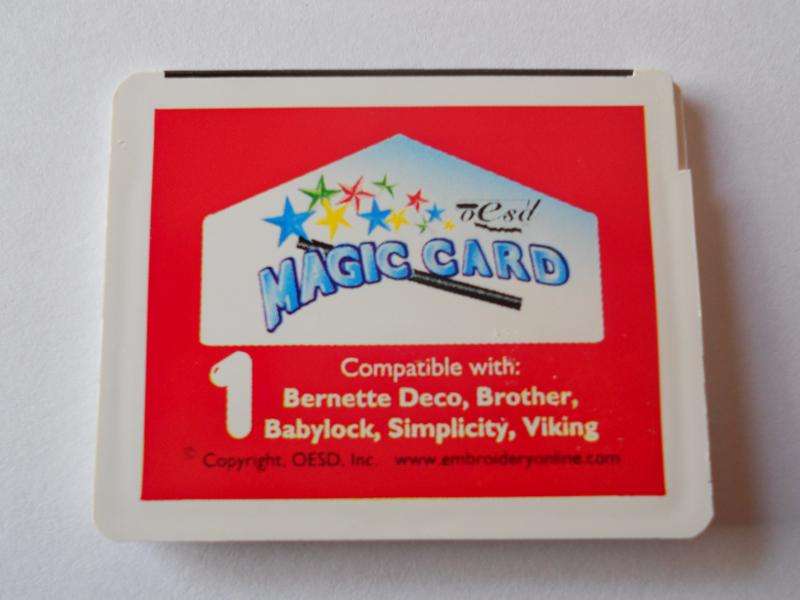 oesd
MAGIC CARD
1
Compatible with:
Bernette Deco, Brother,
Babylock, Simplicity, Viking
© Copyright, OESD, Inc. www.embroideryonline.com